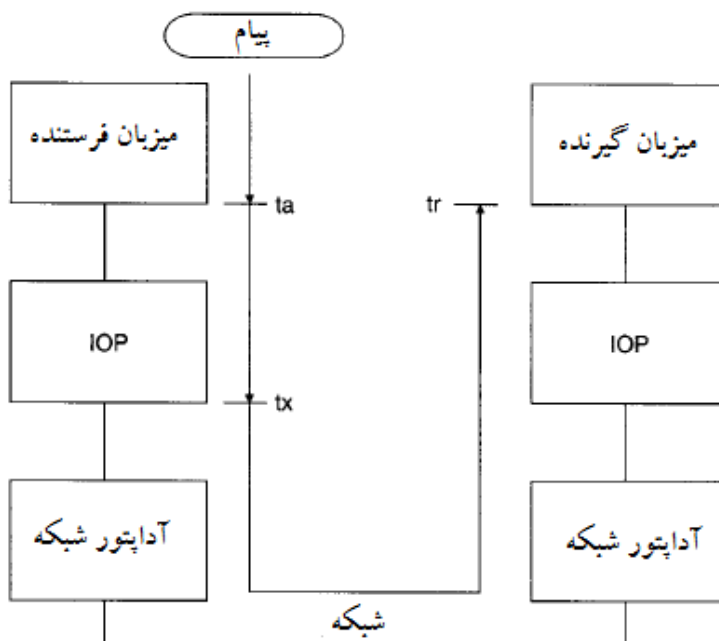 پیام
میزبان فرستنده
میزبان گیرنده
ta
tr
IOP
IOP
tx
آداپتور شبکه
آداپتور شبکه
شبکه